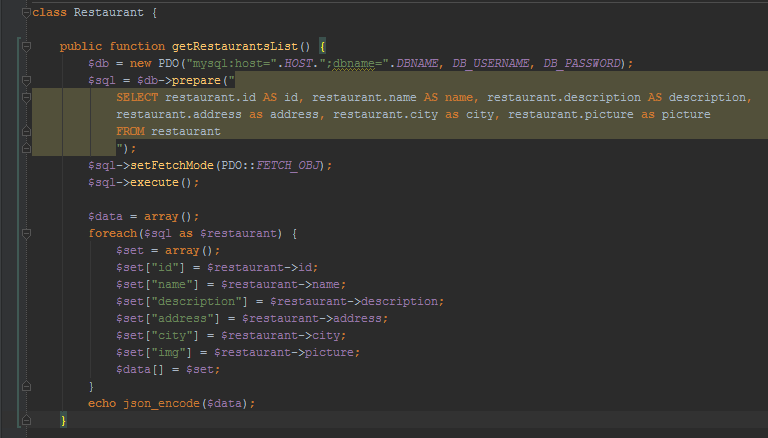 class Restaurant {
public function getRestaurantsList() {
$db = new PDO("mysql:host=".HOST.";dbname=".DBNAME, DB_USERNAME, DB_PASSWORD);
$sql = $db->prepare("
SELECT restaurant.id AS id, restaurant.name AS name, restaurant.description AS description,
restaurant.address as address, restaurant.city as city, restaurant.picture as picture
FROM restaurant
");
$sql->setFetchMode(PDO::FETCH_OBJ);
$sql->execute();
$data = array();
foreach($sql as $restaurant) {
$set = array();
$set["id"] = $restaurant->id;
$set["name"] = $restaurant->name;
$set["description"] = $restaurant->description;
$set["address"] = $restaurant->address;
$set["city"] = $restaurant->city;
$set["img"] = $restaurant->picture;
$data[] = $set;
}
echo json_encode($data);
}